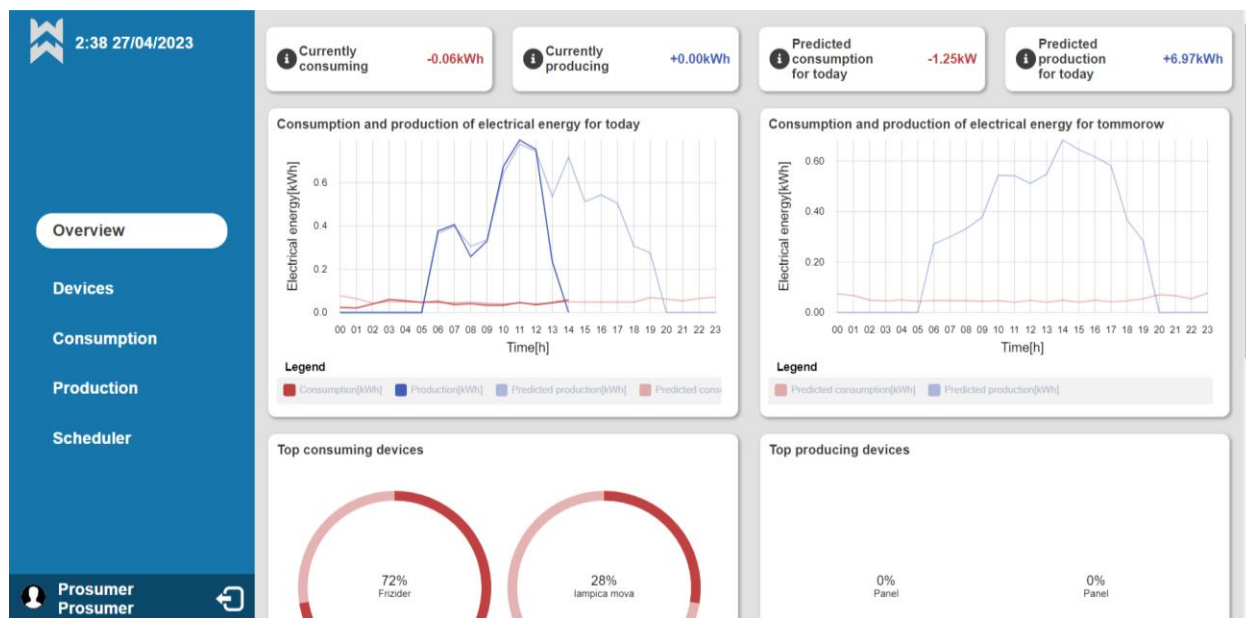 2:38 27/04/2023
Overview
Devices
Consumption
Production
Scheduler
Prosumer
Prosumer
Currently
consuming
-0.06kWh
Currently
producing
+0.00kWh
Predicted
consumption
for today
-1.25kW
Predicted
production
for today
+6.97kWh
Consumption and production of electrical energy for today
Electrical energy[kWh]
0.6
0.4
0.2
0.0
00 01 02 03 04 05 06 07 08 09 10 11 12 13 14 15 16 17 18 19 20 21 22 23
Time[h]
Legend
Consumption[kWh] Production[kWh] Predicted production[kWh] Predicted cons
Consumption and production of electrical energy for tommorow
Electrical energy[kWh]
0.60
0.40
0.20
0.00
00 01 02 03 04 05 06 07 08 09 10 11 12 13 14 15 16 17 18 19 20 21 22 23
Time[h]
Legend
Predicted consumption[kWh] Predicted production[kWh]
Top consuming devices
72%
Frizider
28%
lampica mova
Top producing devices
0%
Panel
0%
Panel